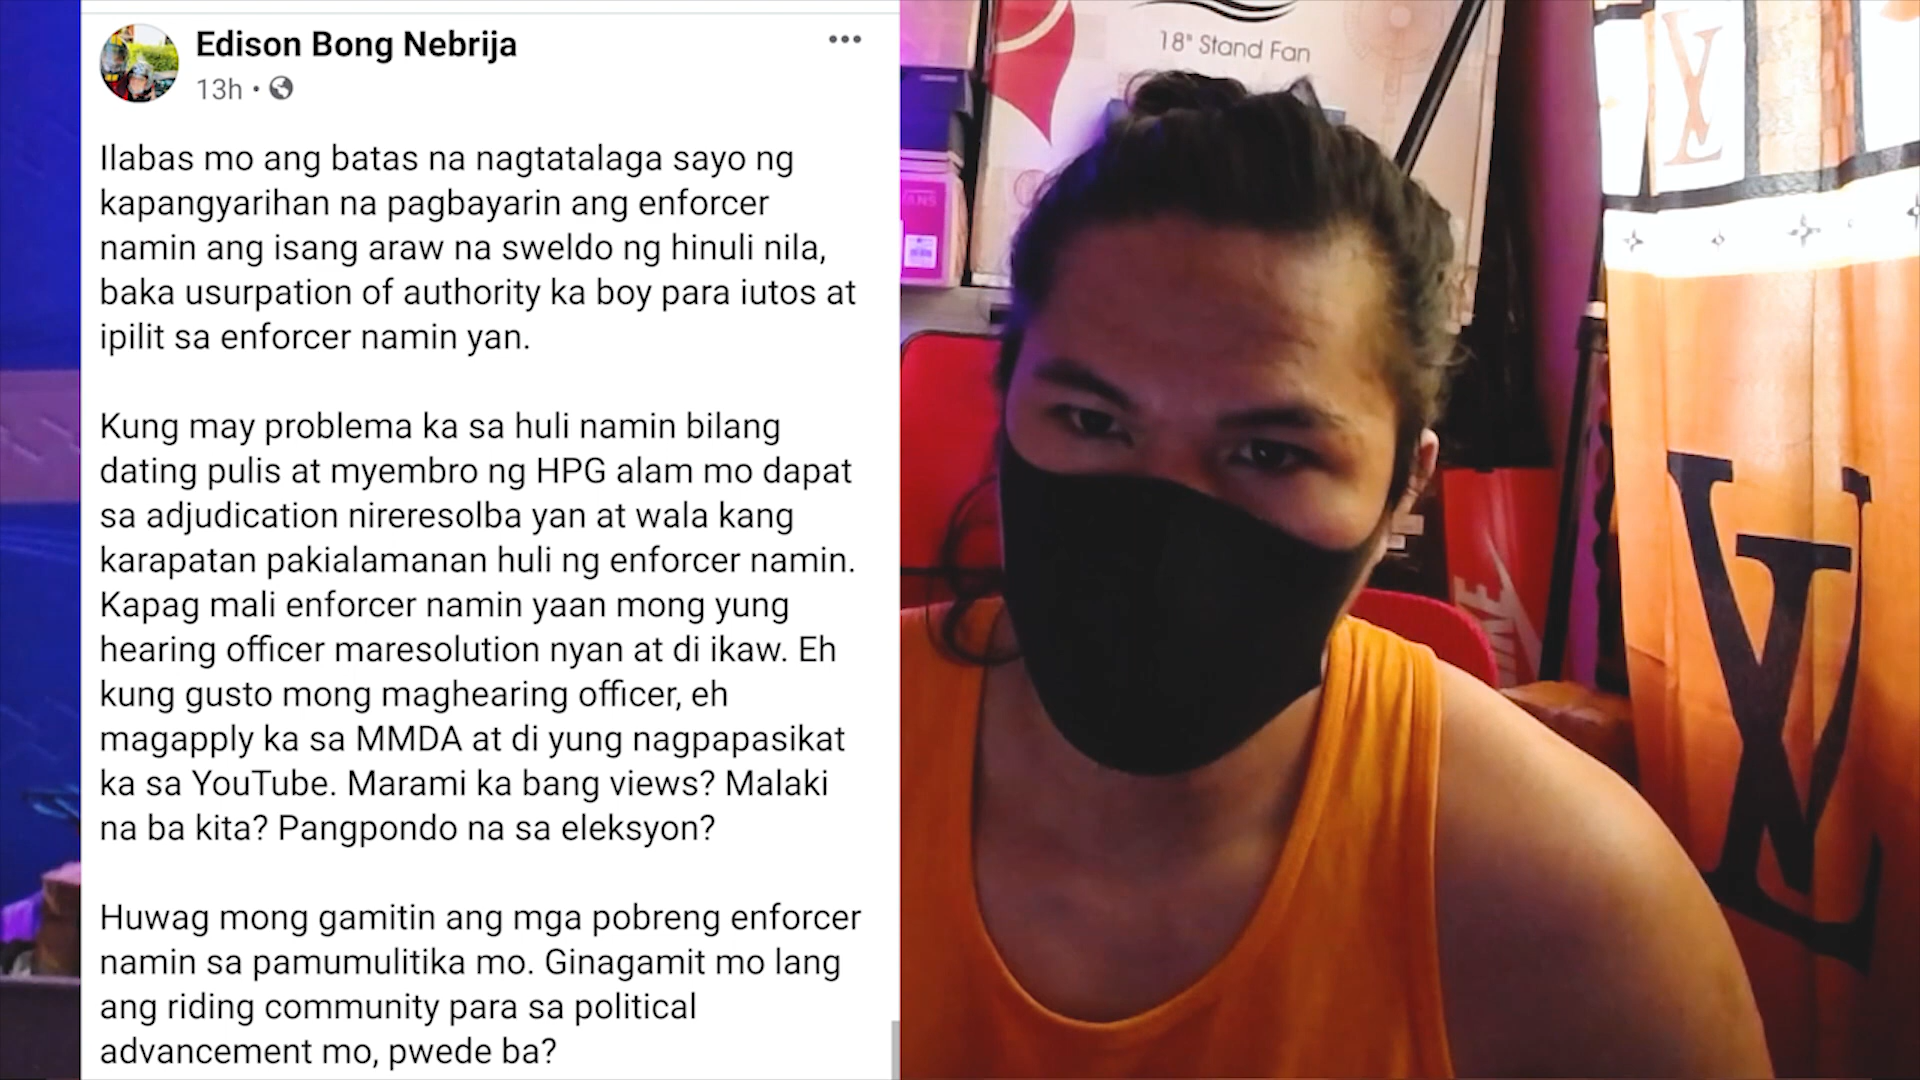 Edison Bong Nebrija
13h
Ilabas mo ang batas na nagtatalaga sayo ng
kapangyarihan na pagbayarin ang enforcer
namin ang isang araw na sweldo ng hinuli nila,
baka usurpation of authority ka boy para iutos at
ipilit sa enforcer namin yan.
Kung may problema ka sa huli namin bilang
dating pulis at myembro ng HPG alam mo dapat
sa adjudication nireresolba yan at wala kang
karapatan pakialamanan huli ng enforcer namin.
Kapag mali enforcer namin yaan mong yung
hearing officer maresolution nyan at di ikaw. Eh
kung gusto mong maghearing officer, eh
magapply ka sa MMDA at di yung nagpapasikat
ka sa YouTube. Marami ka bang views? Malaki
na ba kita? Pangpondo na sa eleksyon?
Huwag mong gamitin ang mga pobreng enforcer
namin sa pamumulitika mo. Ginagamit mo lang
ang riding community para sa political
advancement mo, pwede ba?
18" Stand Fan
LV
LV